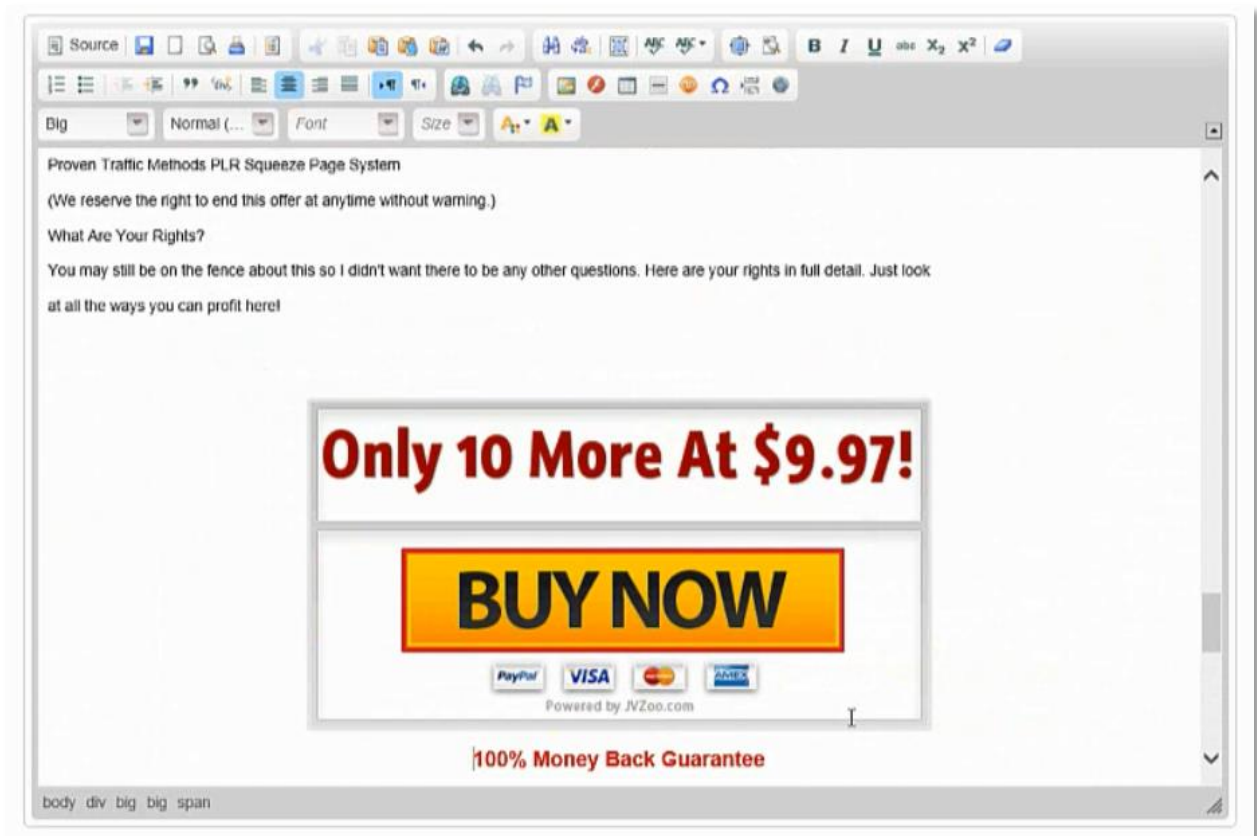 Source
B I U abc X₂ X²
Big Normal (... Font Size A A
Proven Traffic Methods PLR Squeeze Page System
(We reserve the right to end this offer at anytime without warning.)
What Are Your Rights?
You may still be on the fence about this so I didn't want there to be any other questions. Here are your rights in full detail. Just look
at all the ways you can profit here!
Only 10 More At $9.97!
BUY NOW
PayPal VISA AMEX
Powered by JVZoo.com
100% Money Back Guarantee
body div big big span